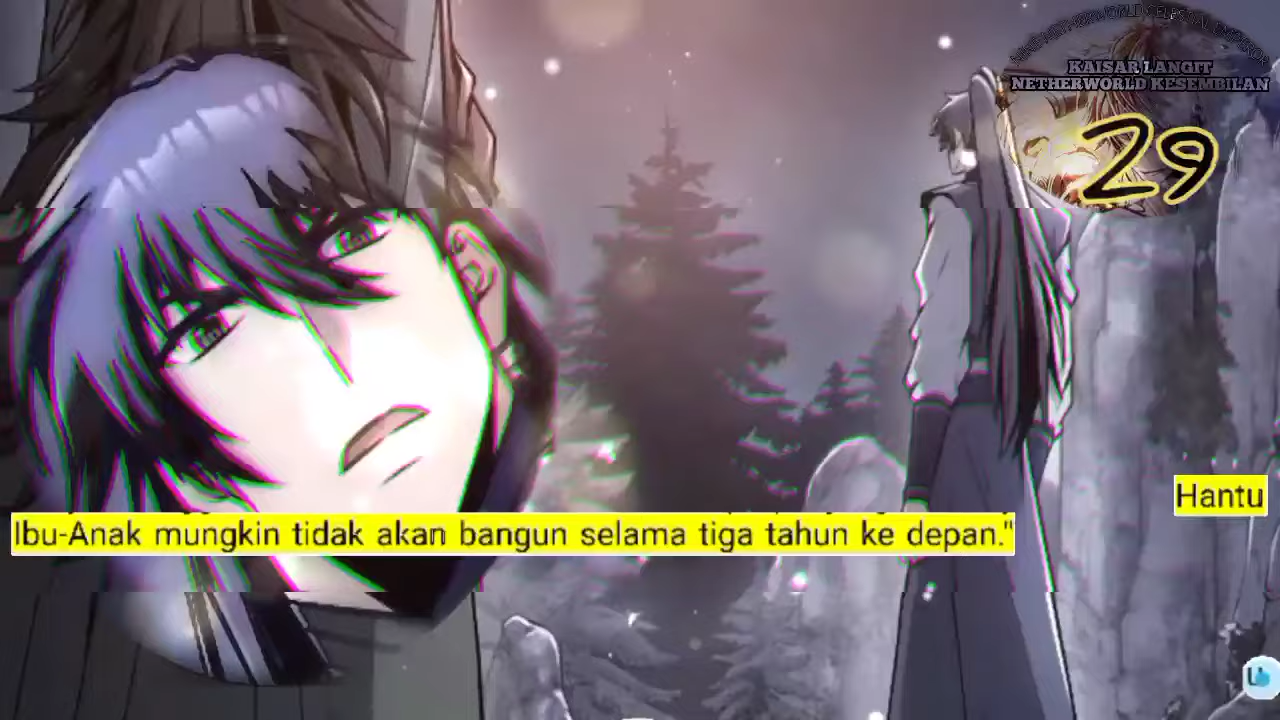 KAISAR LANGIT
NETHERWORLD KESEMBILAN
29
Hantu
Ibu-Anak mungkin tidak akan bangun selama tiga tahun ke depan."